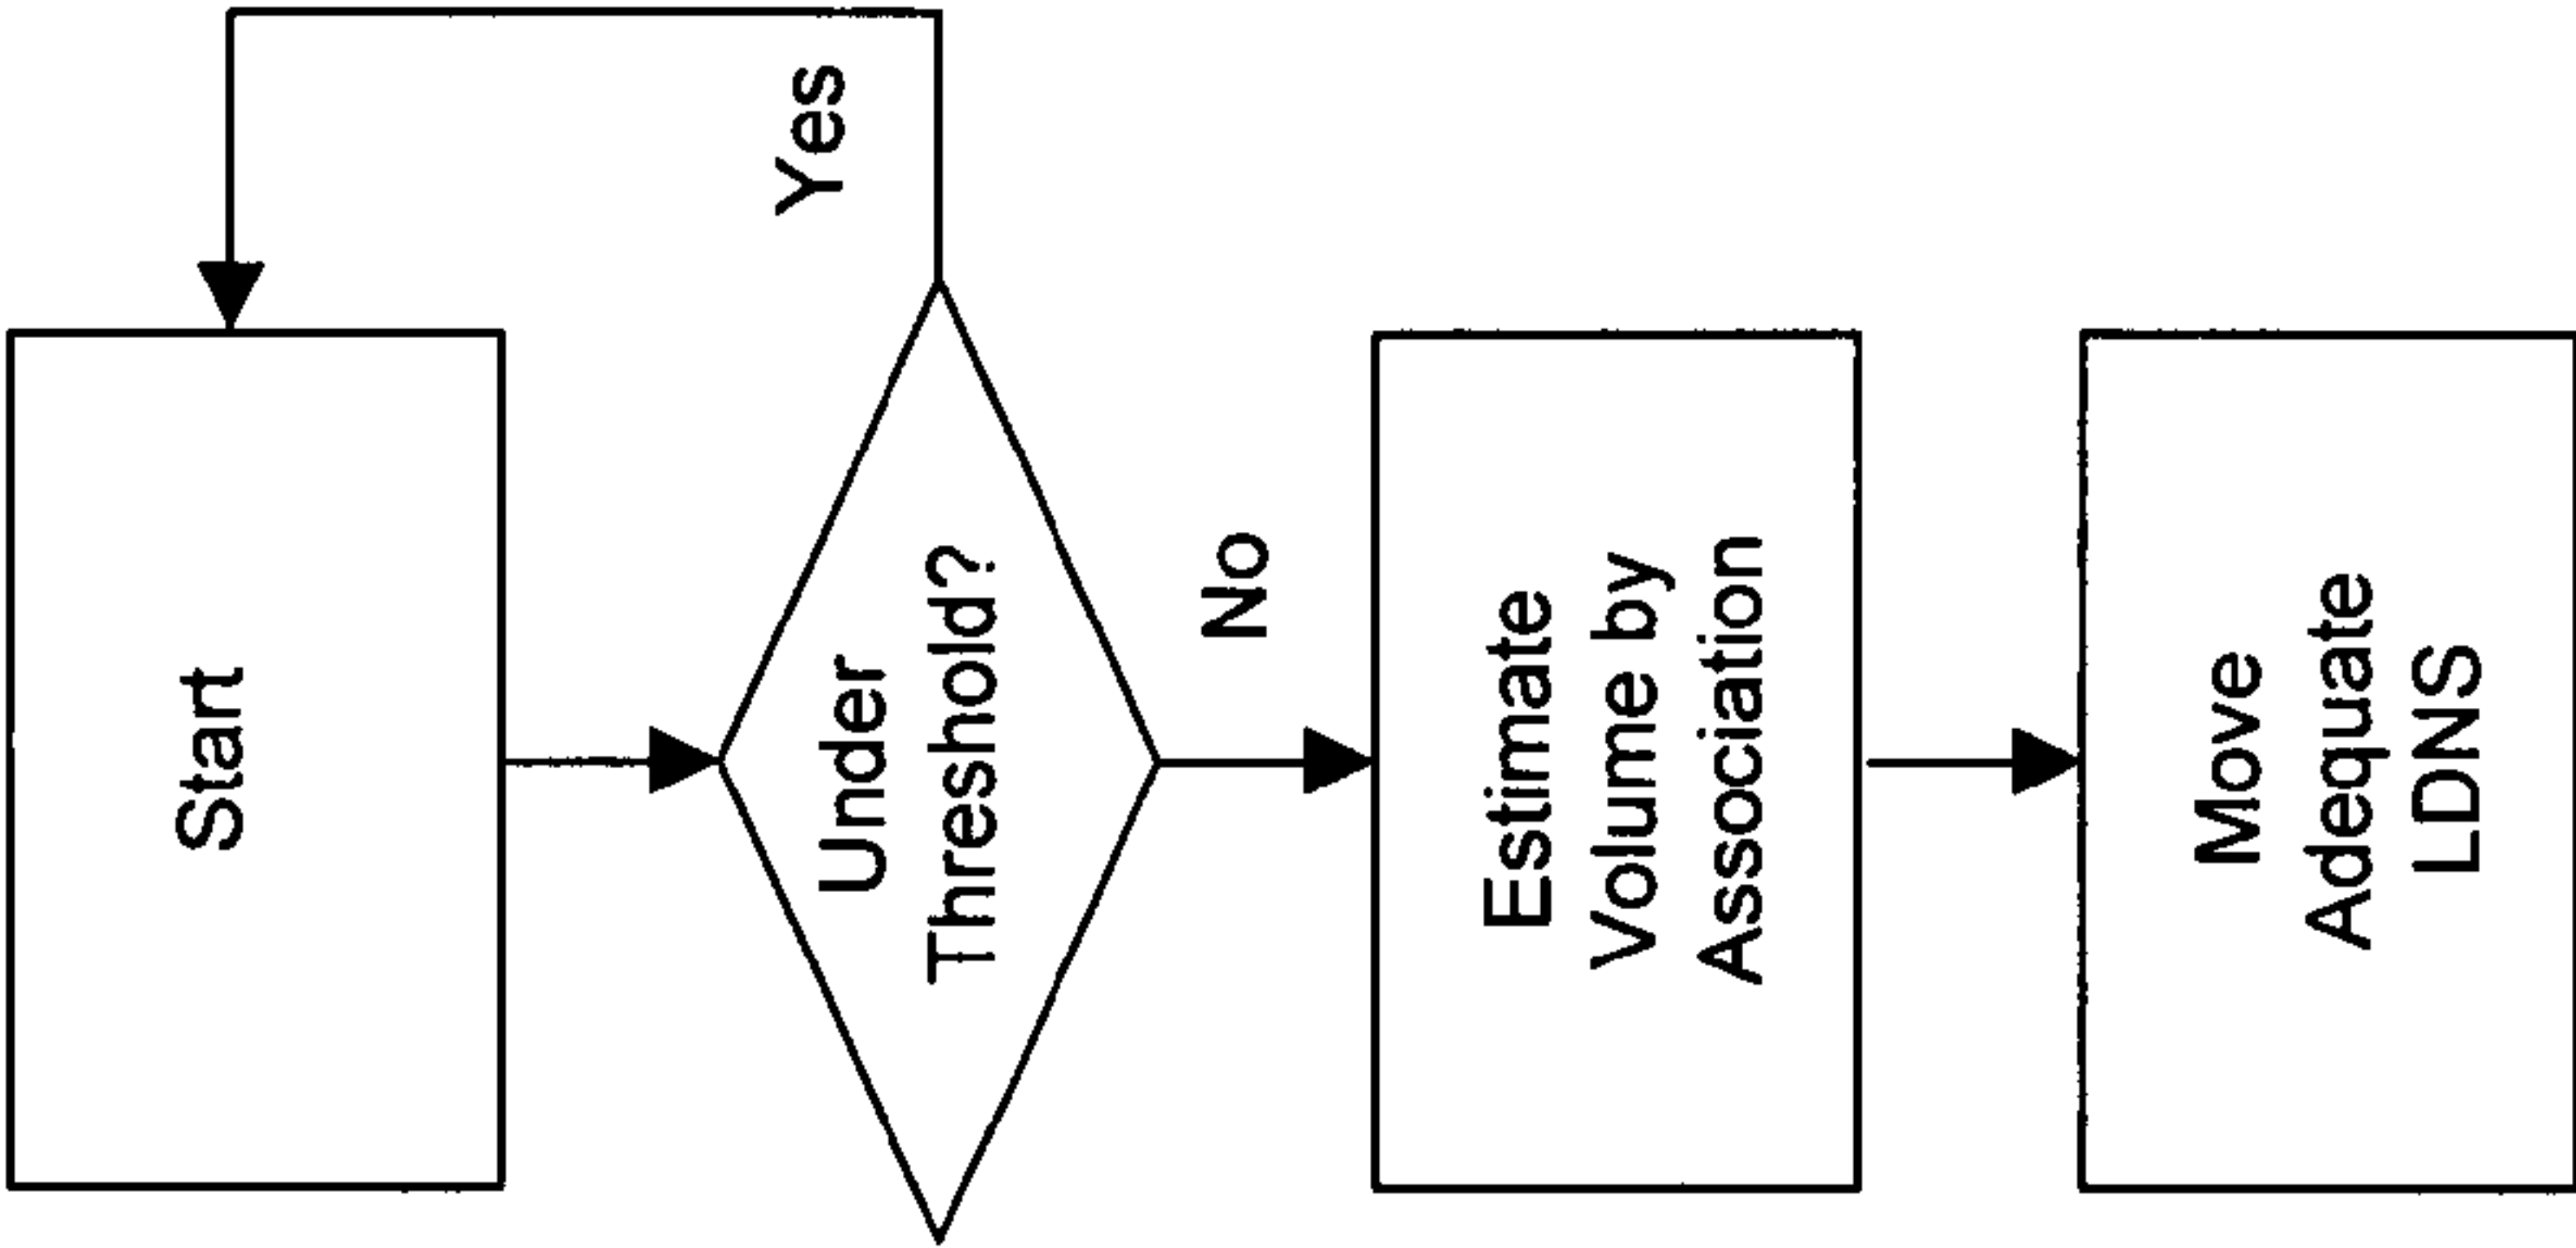 Start
Under
Threshold?
Yes
No
Estimate
Volume by
Association
Move
Adequate
LDNS